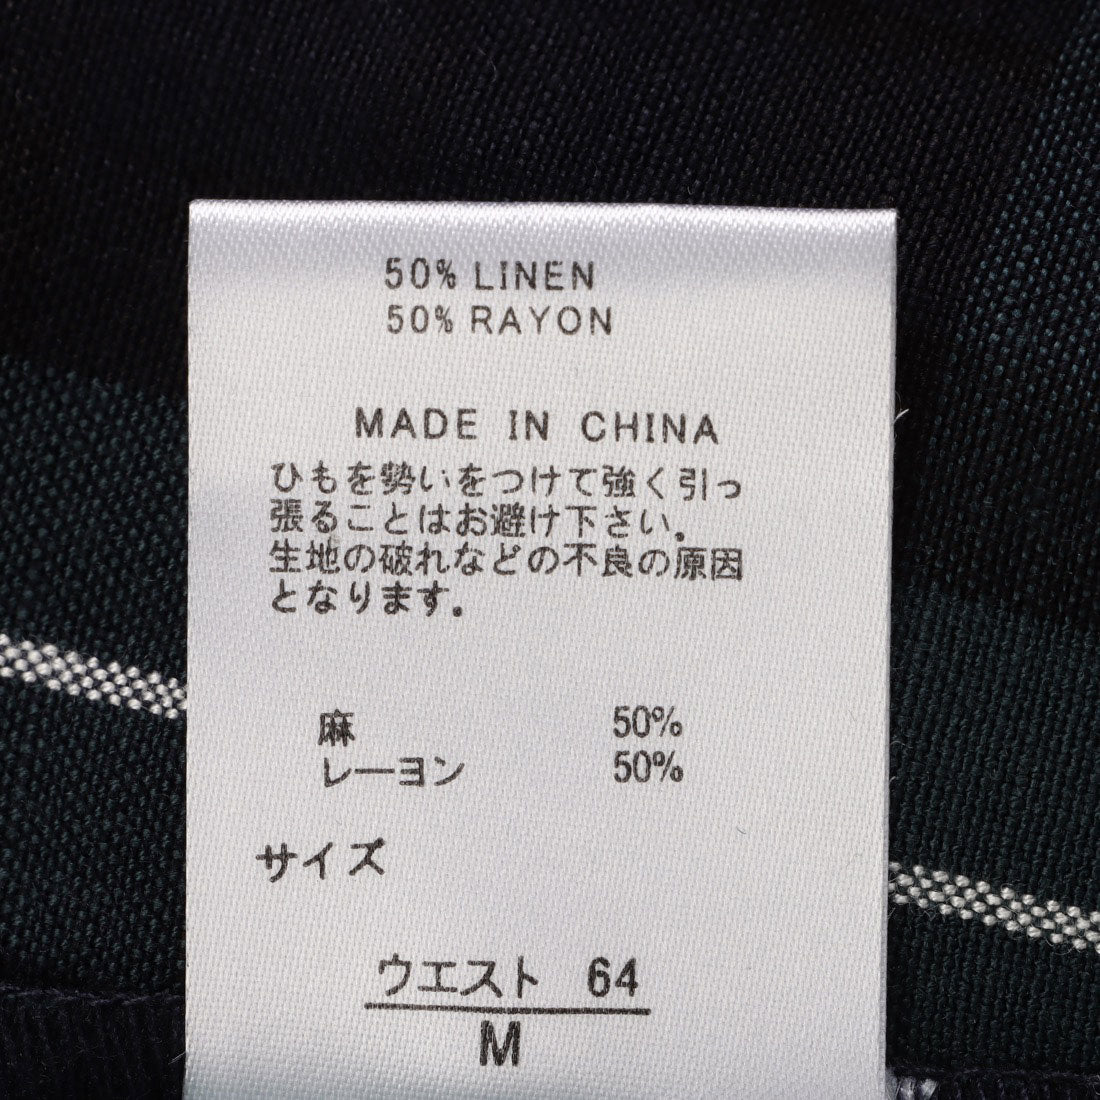 50% LINEN
50% RAYON
MADE IN CHINA
ひもを勢いをつけて強く引っ
張ることはお避け下さい。
生地の破れなどの不良の原因
となります。
麻 50%
レーヨン 50%
サイズ
ウエスト 64
M